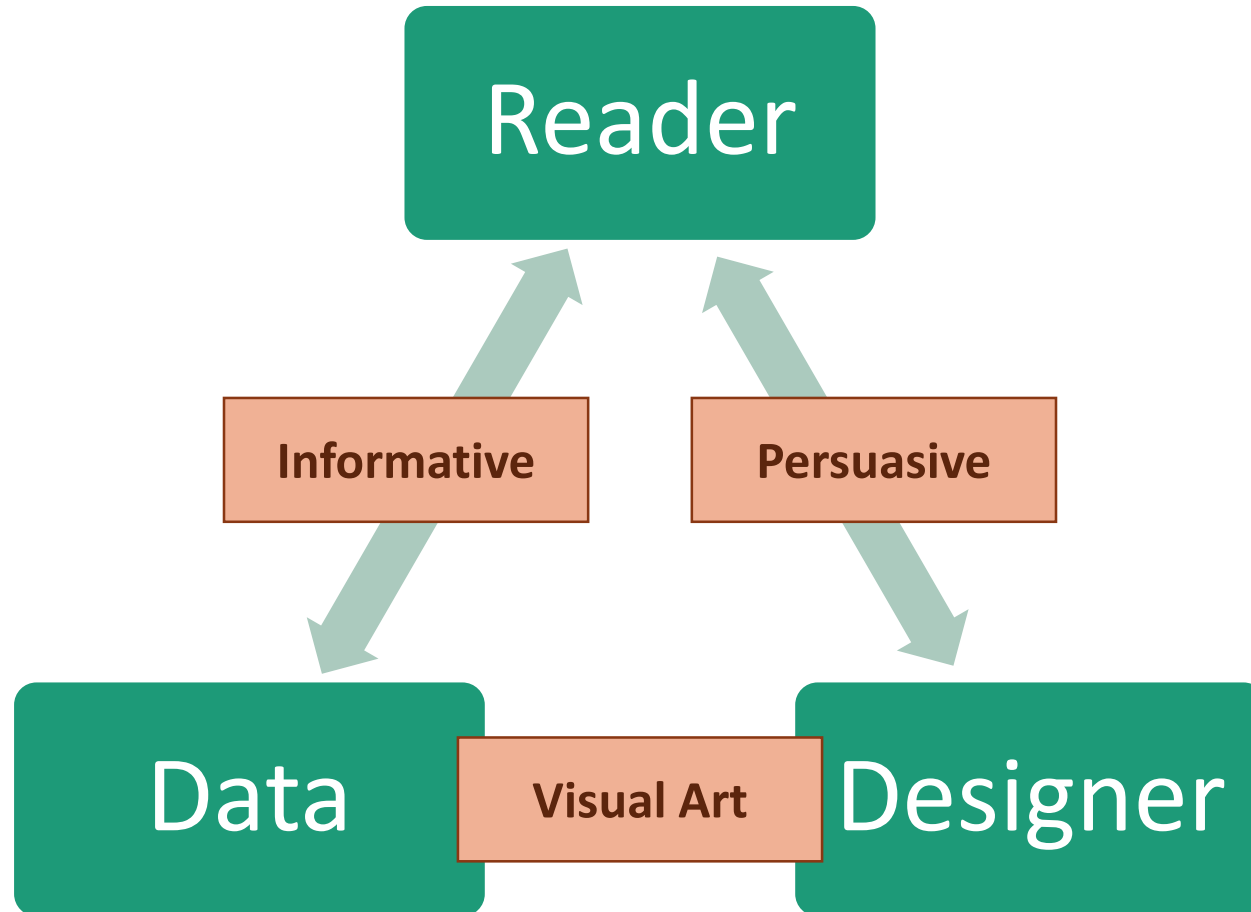 Reader
Informative
Persuasive
Data
Visual Art
Designer